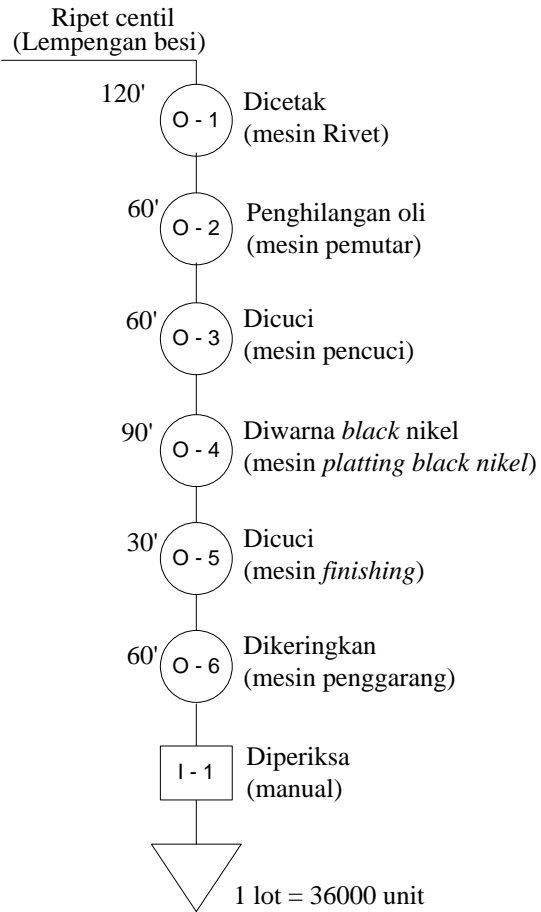 Ripet centil
(Lempengan besi)
120'
O - 1
Dicetak
(mesin Rivet)
60'
O - 2
Penghilangan oli
(mesin pemutar)
60'
O - 3
Dicuci
(mesin pencuci)
90'
O - 4
Diwarna black nikel
(mesin platting black nikel)
30'
O - 5
Dicuci
(mesin finishing)
60'
O - 6
Dikeringkan
(mesin penggarang)
I - 1
Diperiksa
(manual)
1 lot = 36000 unit